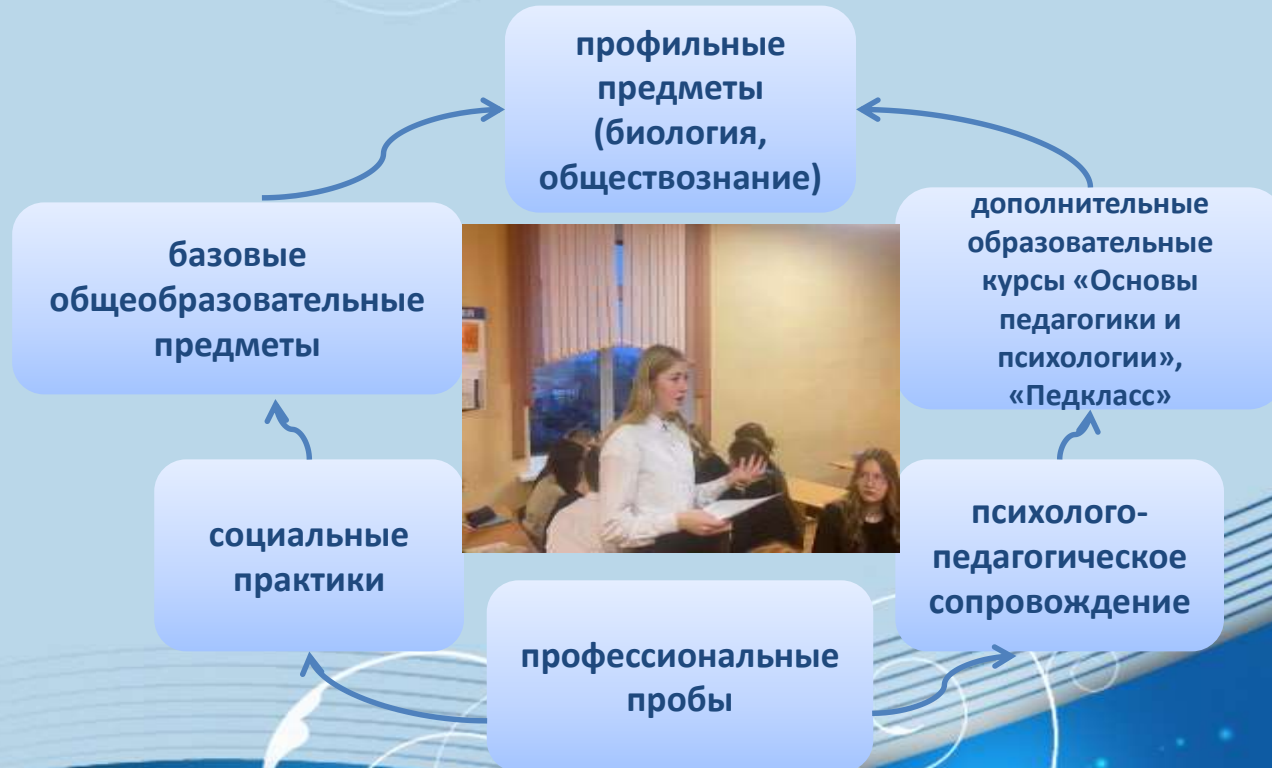 профильные
предметы
(биология,
обществознание)
базовые
общеобразовательные
предметы
дополнительные
образовательные
курсы «Основы
педагогики и
психологии»,
«Педкласс»
социальные
практики
психолого-
педагогическое
сопровождение
профессиональные
пробы